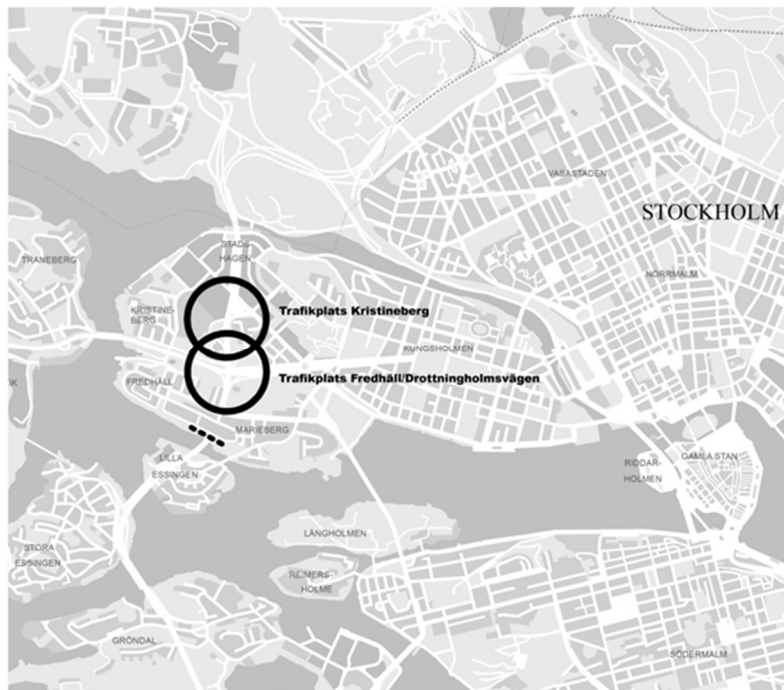 VASASTADEN
STOCKHOLM
STADS-
HAGEN
TRANEBERG
NORRMALM
KRISTINE-
BERG
Trafikplats Kristineberg
KUNGSHOLMEN
Trafikplats Fredhäll/Drottningholmsvägen
FREDHÄLL
IK
MARIEBERG
LILLA
ESSINGEN
GAMLA STAN
RIDDAR-
HOLMEN
LÅNGHOLMEN
STORA
ESSINGEN
REIMERS-
HOLME
GRÖNDAL
SÖDERMALM